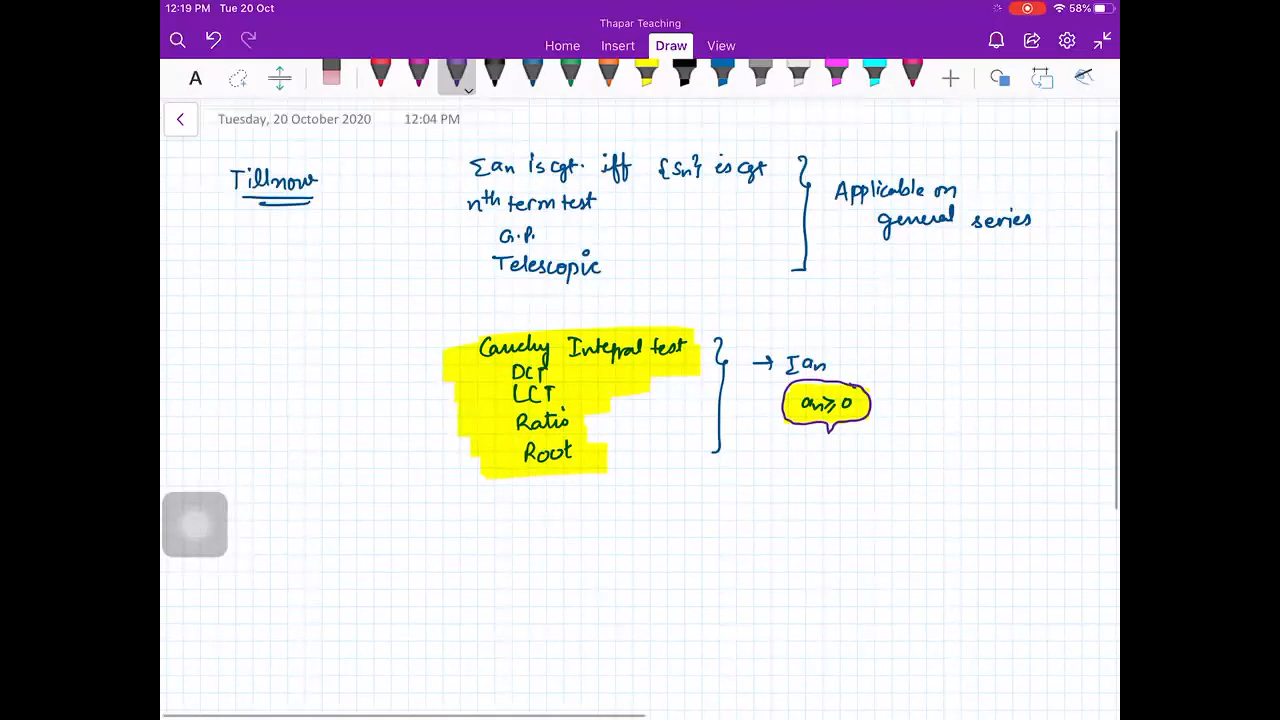 12:19 PM Tue 20 Oct
58%
Thapar Teaching
Home Insert Draw View
A
Tuesday, 20 October 2020 12:04 PM
Till now
Σan is cgt. iff {Sn} is cgt
nth term test
G.P.
Telescopic
Applicable on
general series
Cauchy Integral test
DCT
LCT
Ratio
Root
→ Σan
an ≥ 0